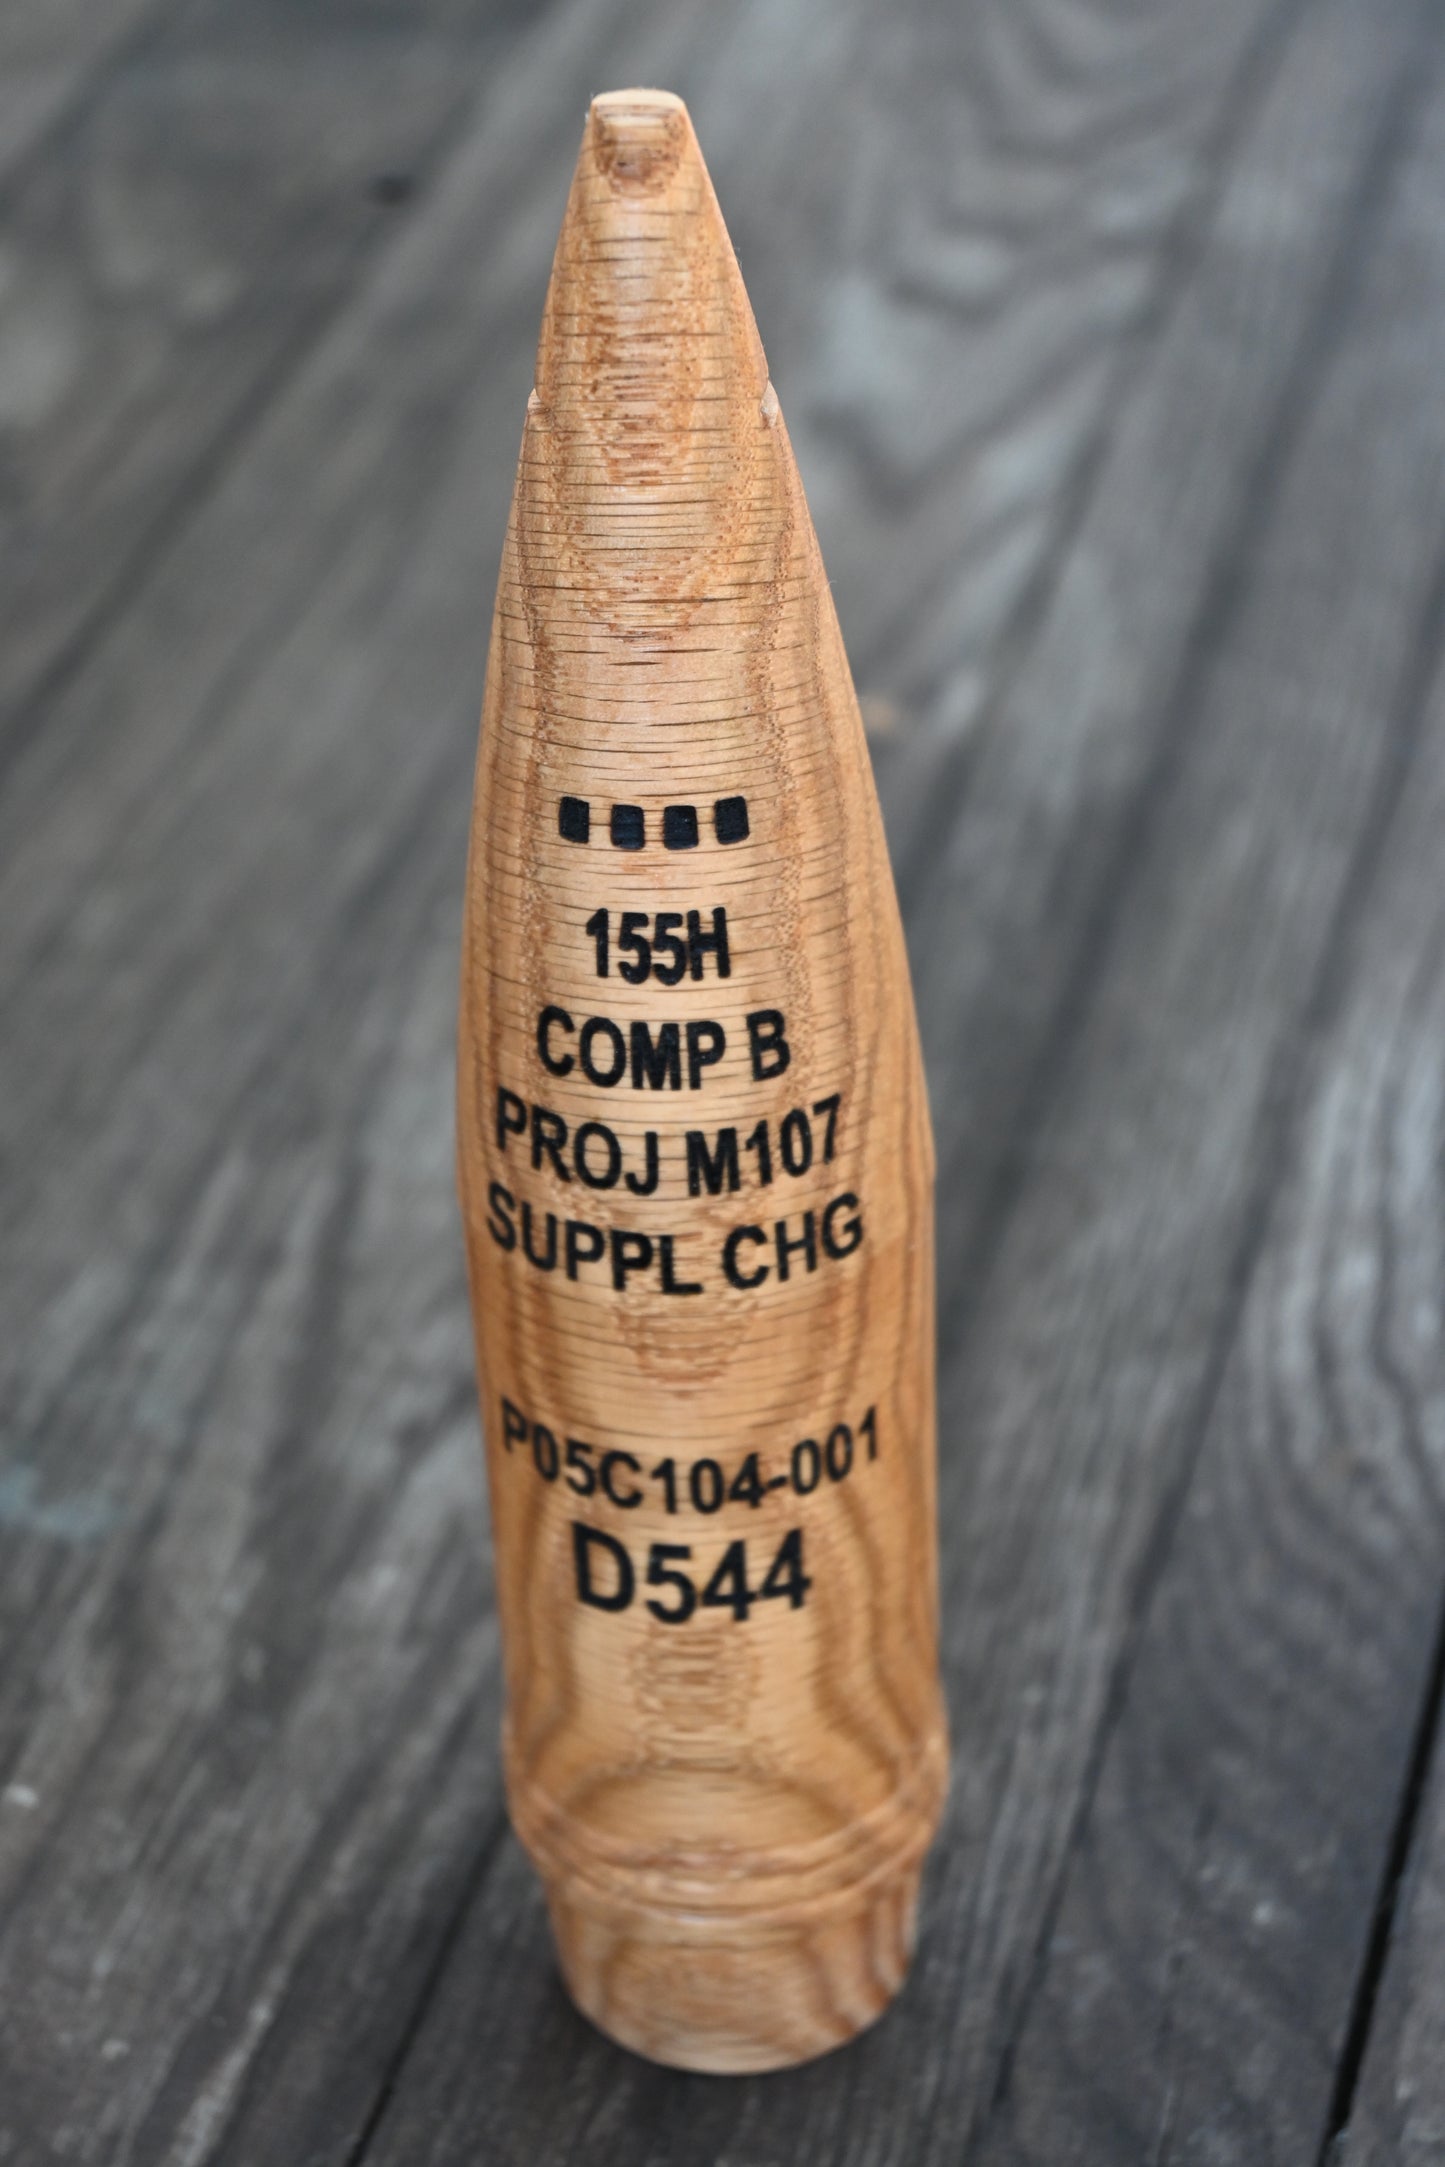 155H
COMP B
PROJ M107
SUPPL CHG
P05C104-001
D544